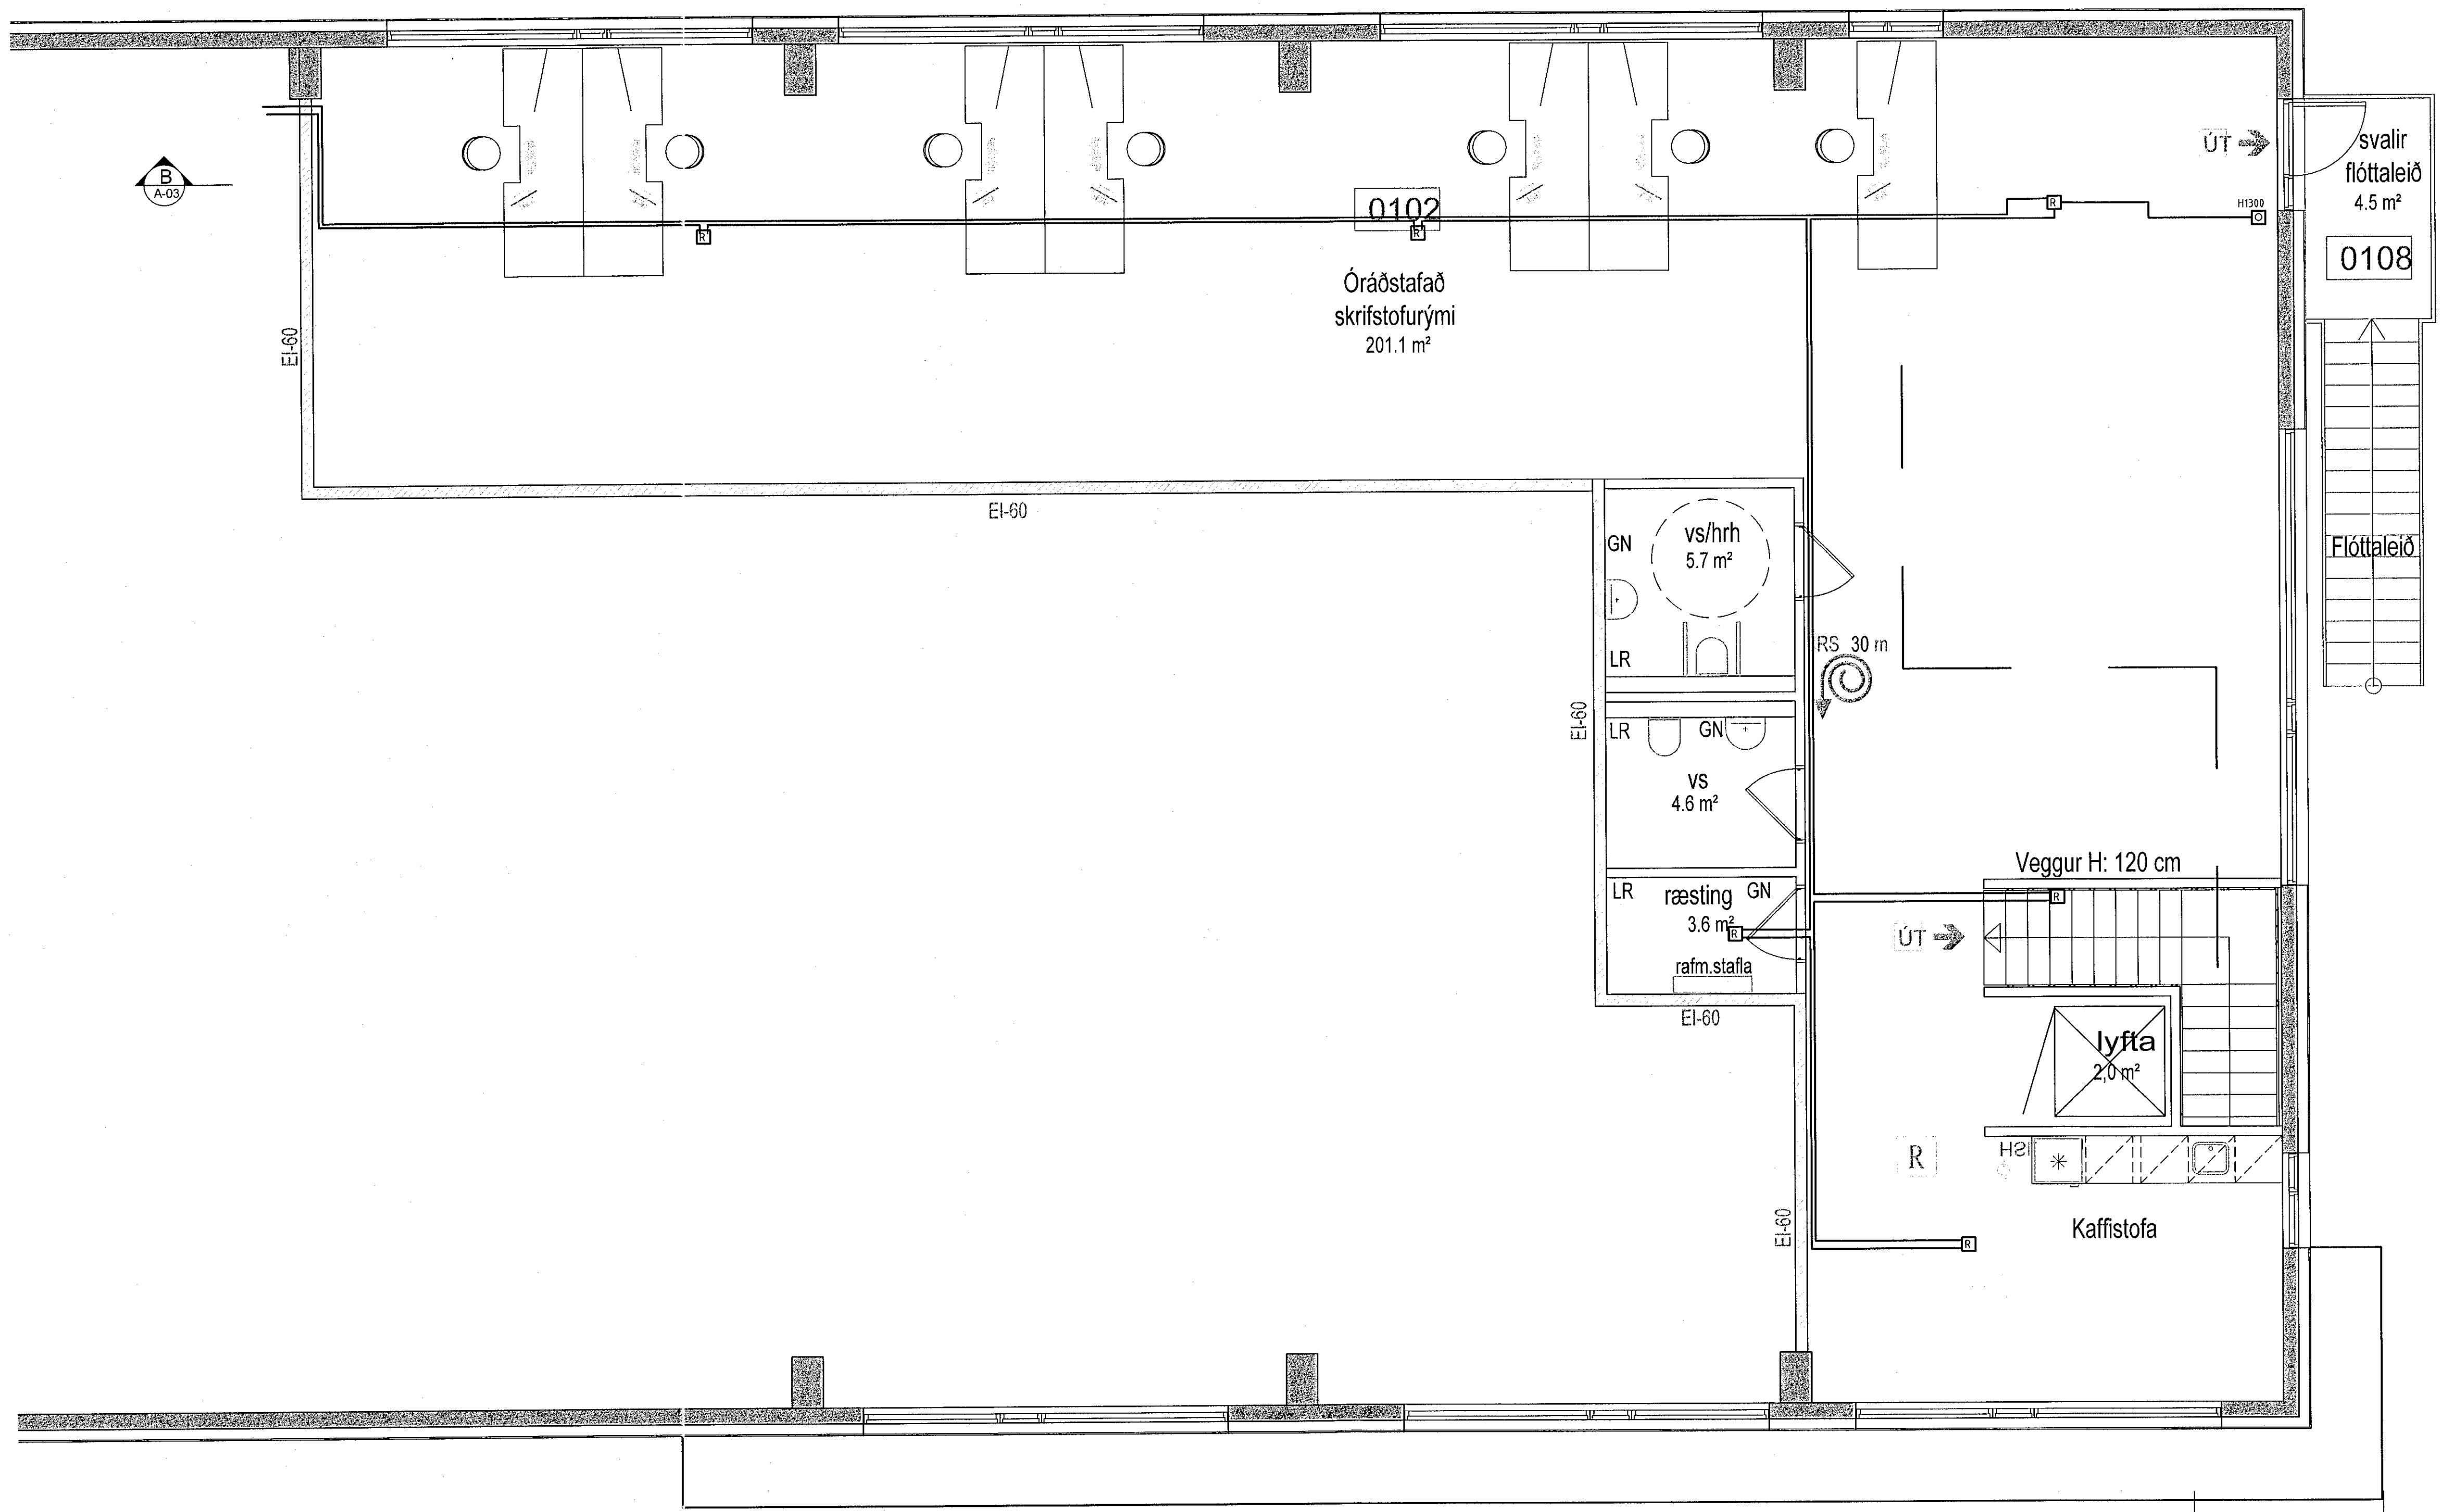 ÚT
svalir
flóttaleið
4.5 m²
B
A-03
0102
R
R
R
H1300
0108
Óráðstafað
skrifstofurými
201.1 m²
EI-60
EI-60
GN
vs/hrh
5.7 m²
Flóttaleið
LR
RS 30 m
EI-60
LR
GN
vs
4.6 m²
Veggur H: 120 cm
LR
ræsting
GN
3.6 m²
R
R
ÚT
rafm.stafla
EI-60
lyfta
2,0 m²
R
HSI
Kaffistofa
EI-60
R